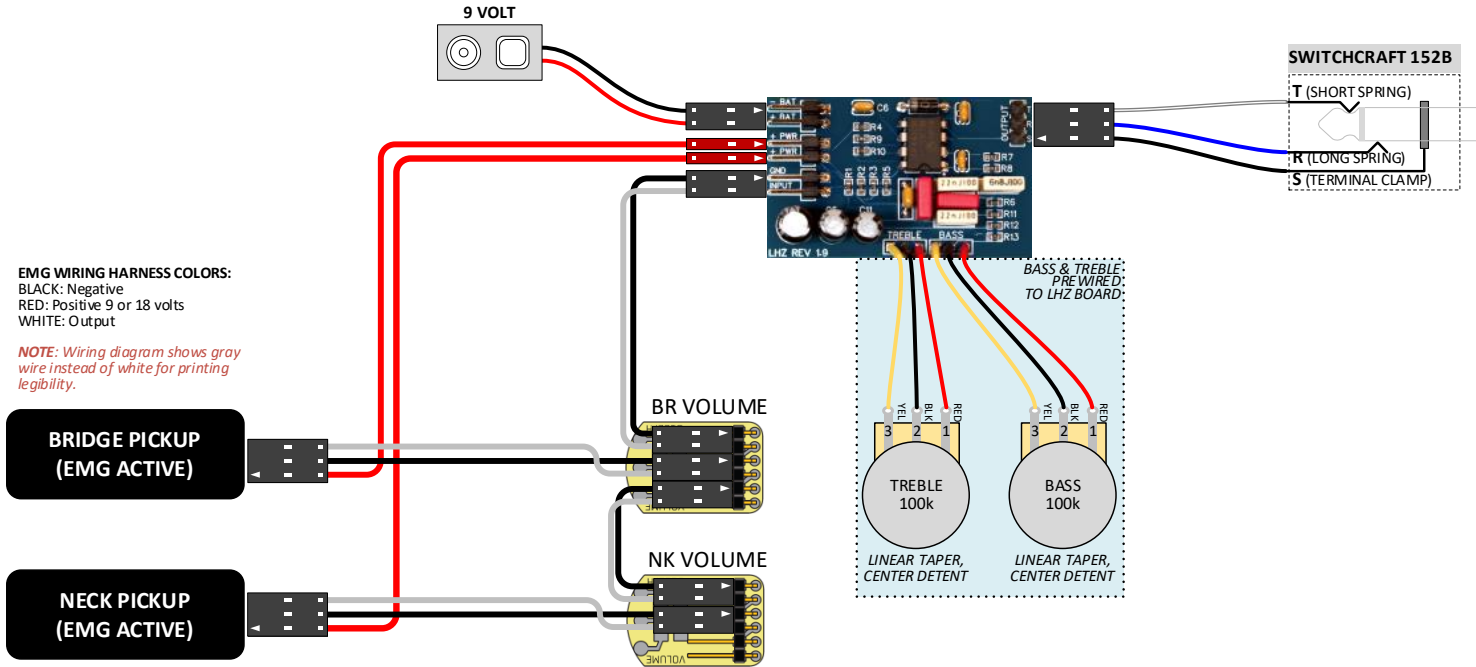 9 VOLT
SWITCHCRAFT 152B
T (SHORT SPRING)
R (LONG SPRING)
S (TERMINAL CLAMP)
- BAT
+ BAT
+ PWR
+ PWR
GND
INPUT
C6
R4
R9
R10
R1
R2
R3
R5
OUTPUT
T
R
S
R7
R8
22nJ100
6n8J100
22nJ100
R6
R11
R12
R13
C11
TREBLE
BASS
LHZ REV 1.9
BASS & TREBLE
PREWIRED
TO LHZ BOARD
EMG WIRING HARNESS COLORS:
BLACK: Negative
RED: Positive 9 or 18 volts
WHITE: Output
NOTE: Wiring diagram shows gray
wire instead of white for printing
legibility.
BR VOLUME
BRIDGE PICKUP
(EMG ACTIVE)
VOLUME
YEL
BLK
RED
3 2 1
TREBLE
100k
LINEAR TAPER,
CENTER DETENT
YEL
BLK
RED
3 2 1
BASS
100k
LINEAR TAPER,
CENTER DETENT
NK VOLUME
NECK PICKUP
(EMG ACTIVE)
VOLUME